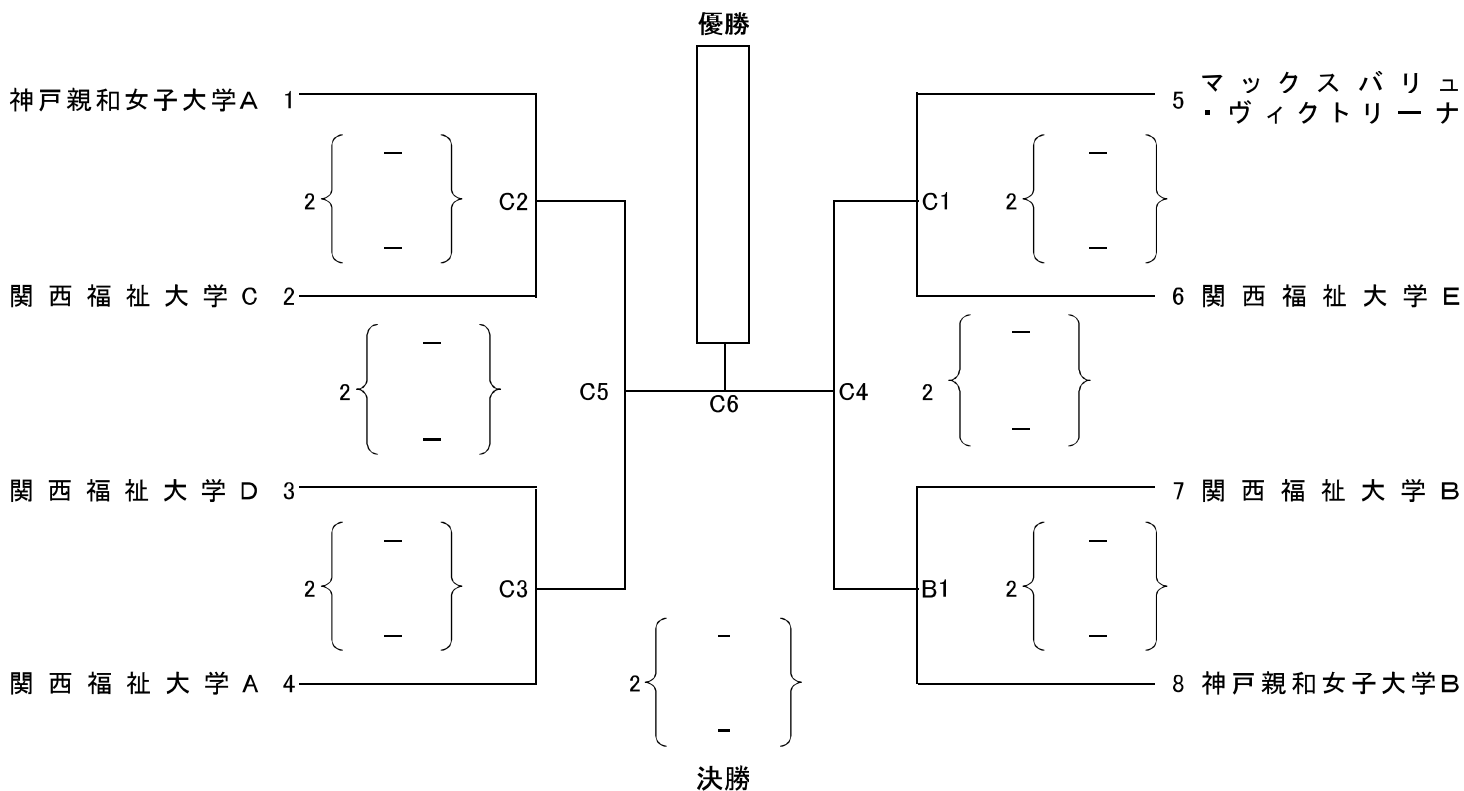 優勝
神戸親和女子大学A 1
5 マックスバリュ
・ヴィクトリーナ
2 C2
C1 2
関西福祉大学C 2
6 関西福祉大学E
2 C5
C6
C4 2
関西福祉大学D 3
7 関西福祉大学B
2 C3
B1 2
関西福祉大学A 4
2
8 神戸親和女子大学B
決勝